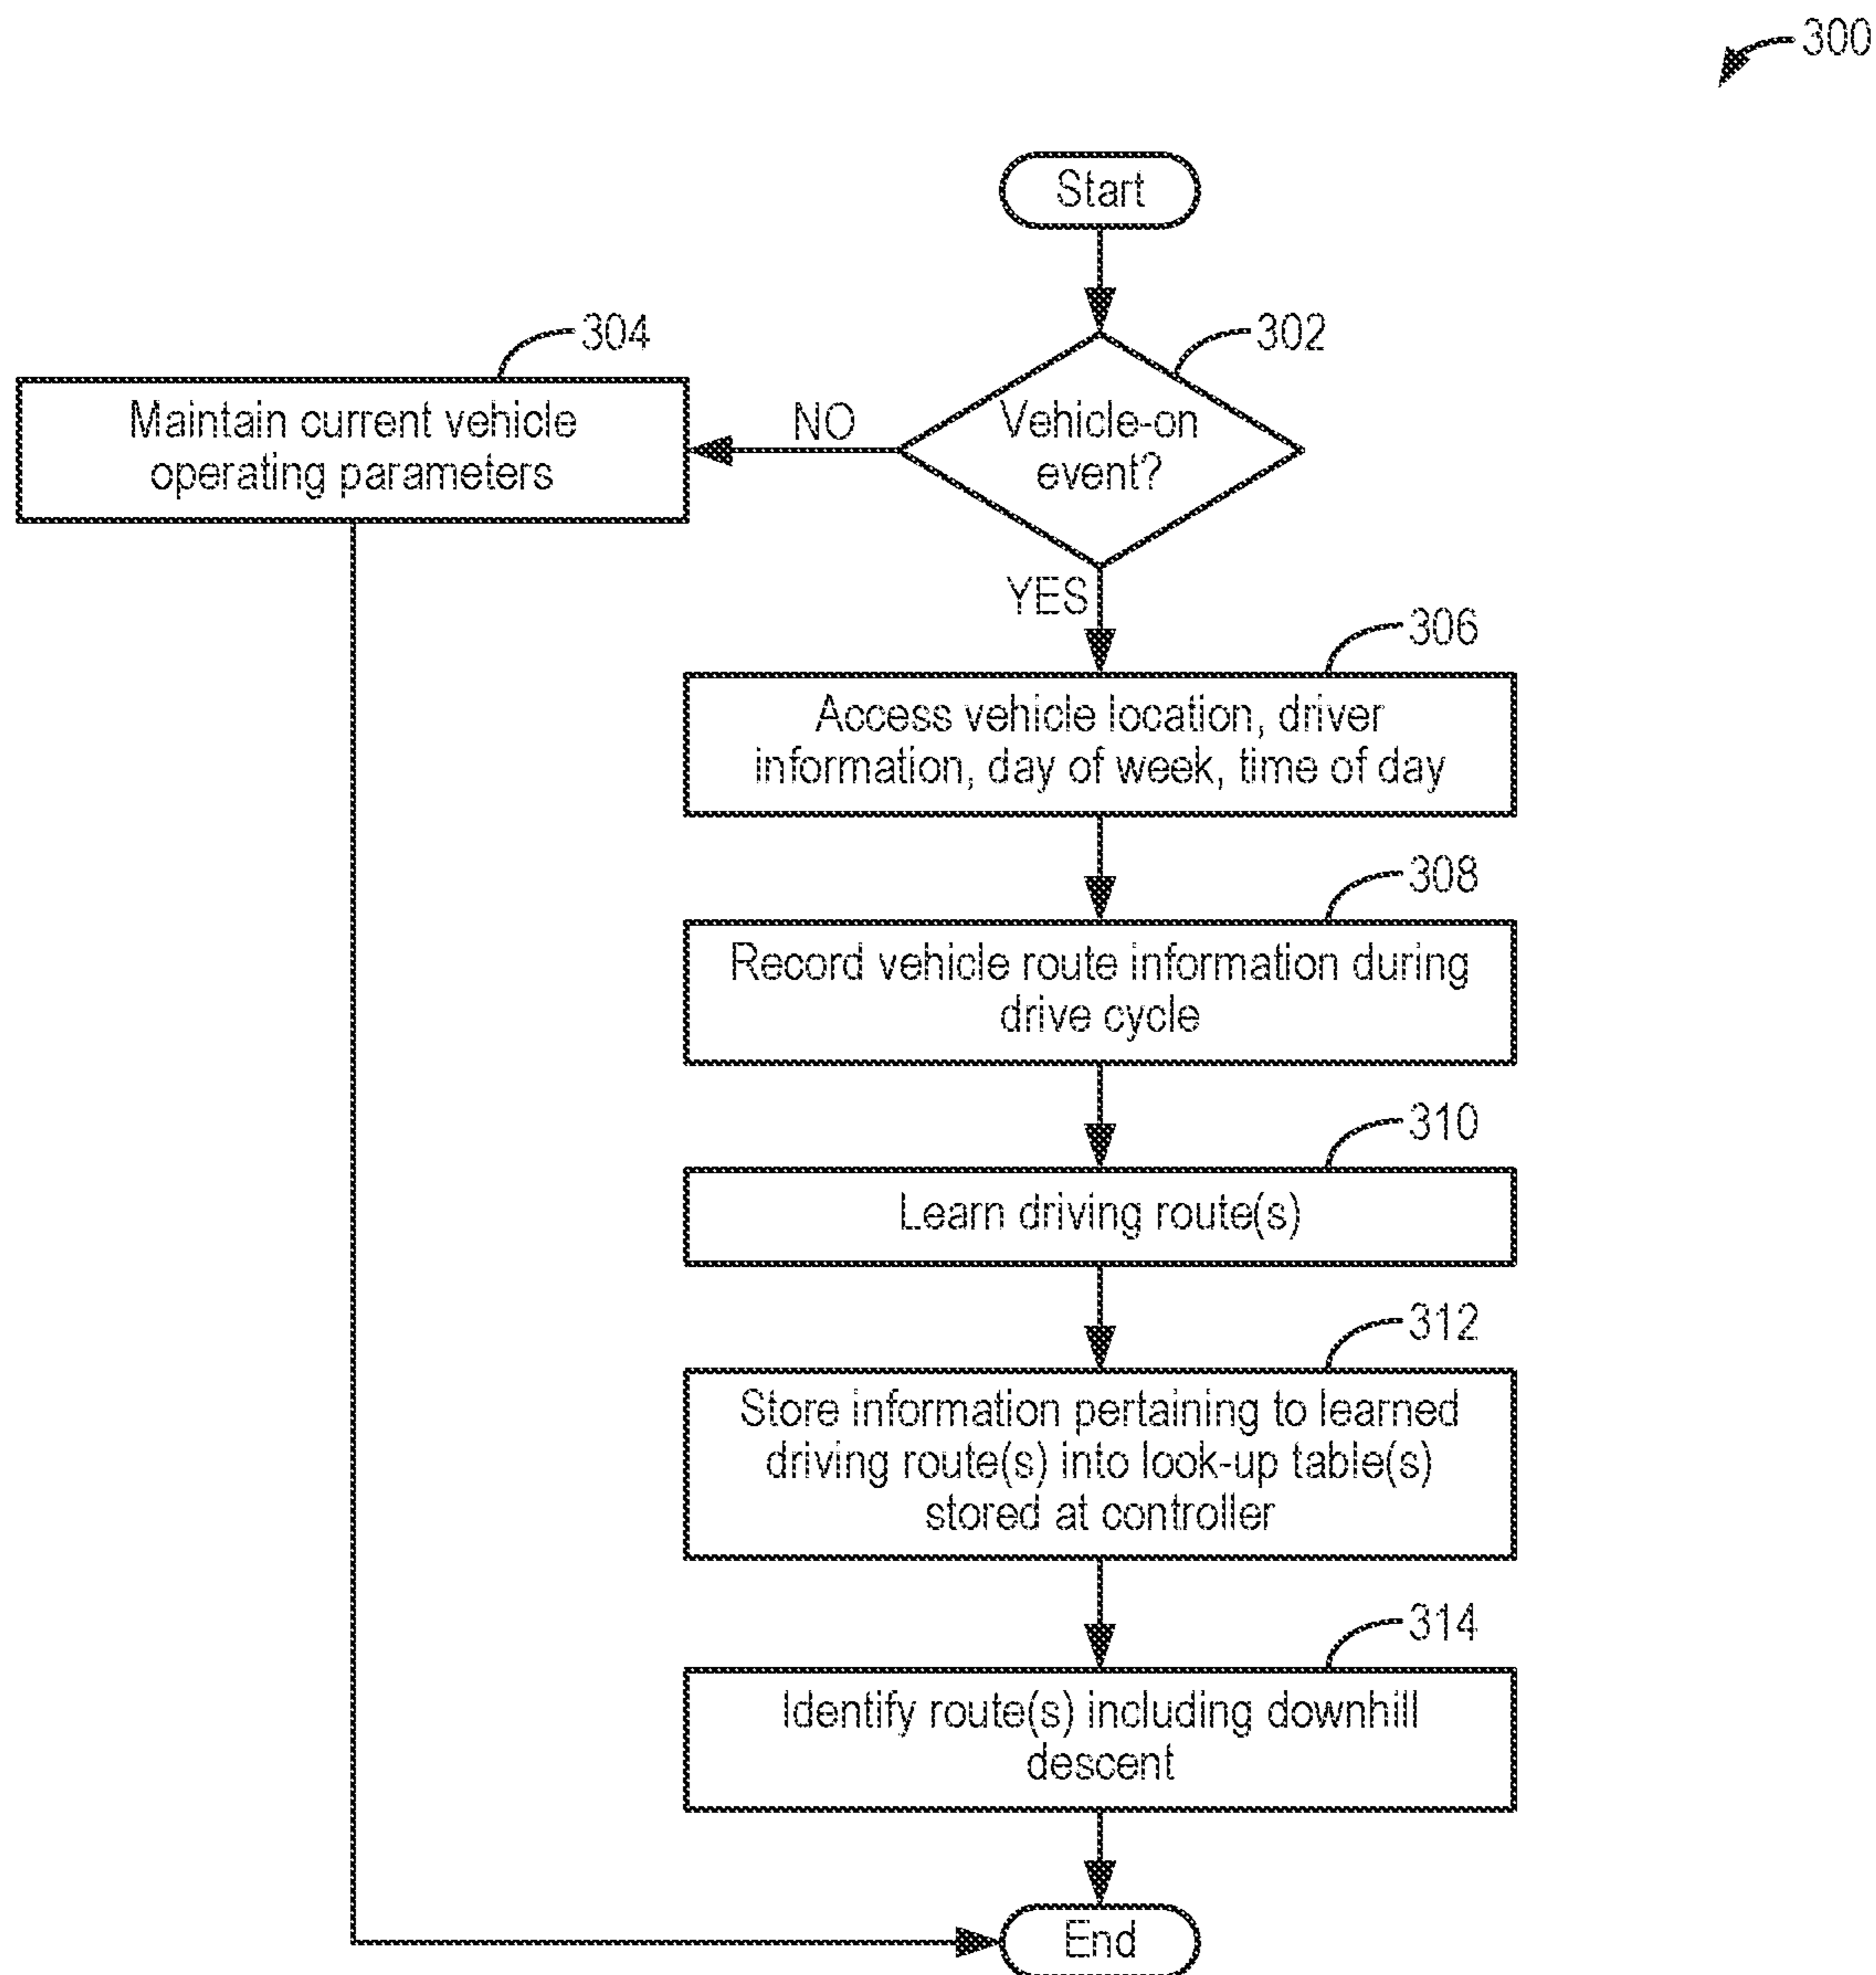 300
Start
302
Vehicle-on
event?
304
NO
Maintain current vehicle
operating parameters
YES
306
Access vehicle location, driver
information, day of week, time of day
308
Record vehicle route information during
drive cycle
310
Learn driving route(s)
312
Store information pertaining to learned
driving route(s) into look-up table(s)
stored at controller
314
Identify route(s) including downhill
descent
End